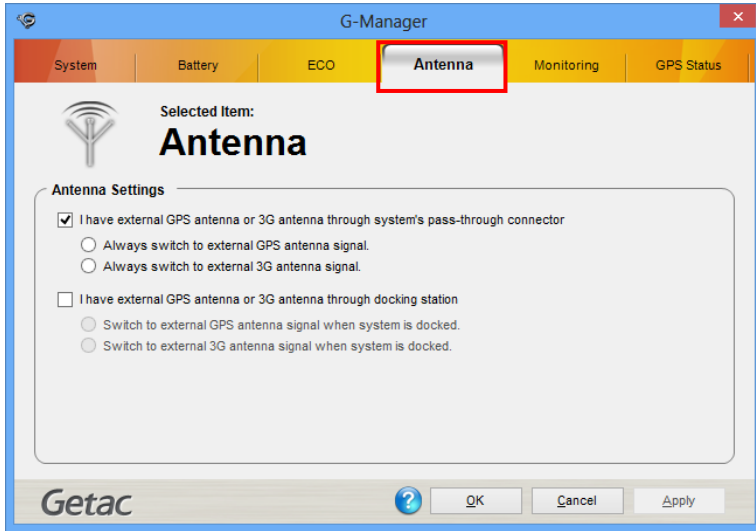 G-Manager
System Battery ECO Antenna Monitoring GPS Status
Selected Item:
Antenna
Antenna Settings
I have external GPS antenna or 3G antenna through system's pass-through connector
Always switch to external GPS antenna signal.
Always switch to external 3G antenna signal.
I have external GPS antenna or 3G antenna through docking station
Switch to external GPS antenna signal when system is docked.
Switch to external 3G antenna signal when system is docked.
Getac ? OK Cancel Apply